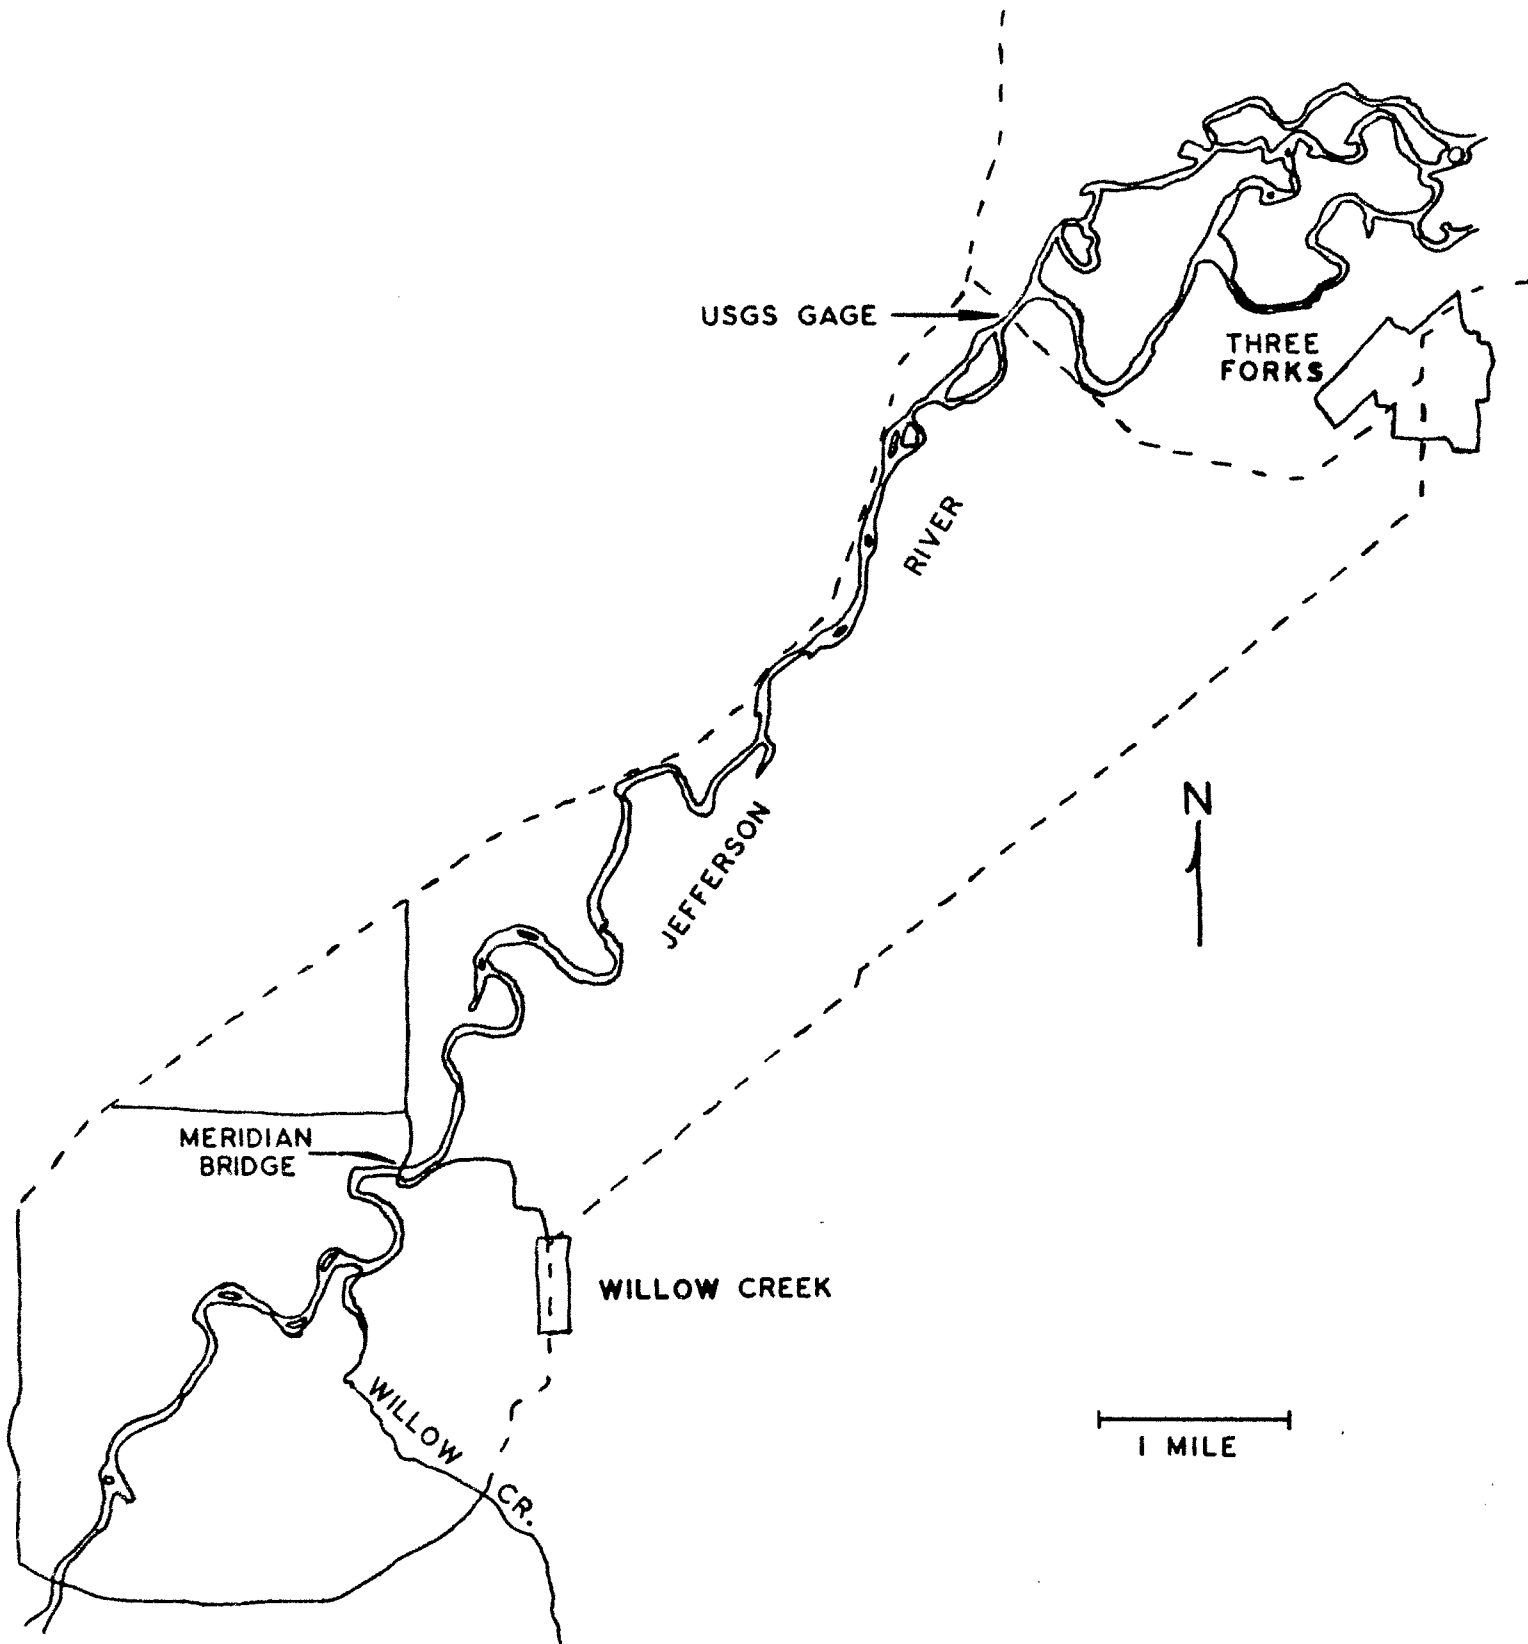 USGS GAGE
THREE
FORKS
RIVER
N
JEFFERSON
MERIDIAN
BRIDGE
WILLOW CREEK
WILLOW
CR.
1 MILE